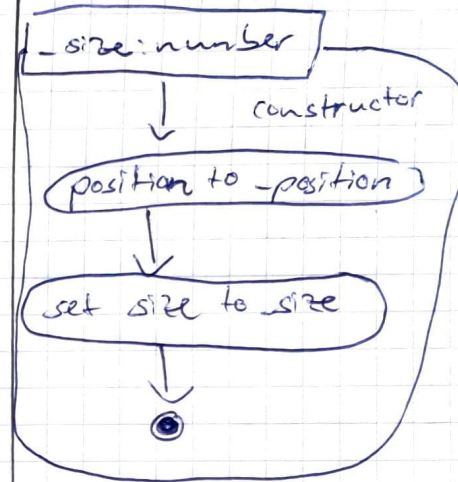 _size:number
constructor
position to _position
set size to _size